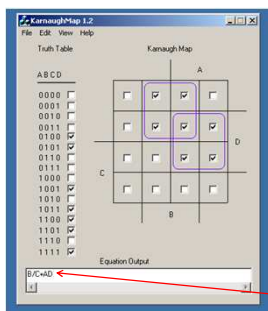 KarnaughMap 1.2
File Edit View Help
Truth Table
Karnaugh Map
A B C D
0000
0001
0010
0011
0100
0101
0110
0111
1000
1001
1010
1011
1100
1101
1110
1111
A
D
C
B
Equation Output
B/C+AD